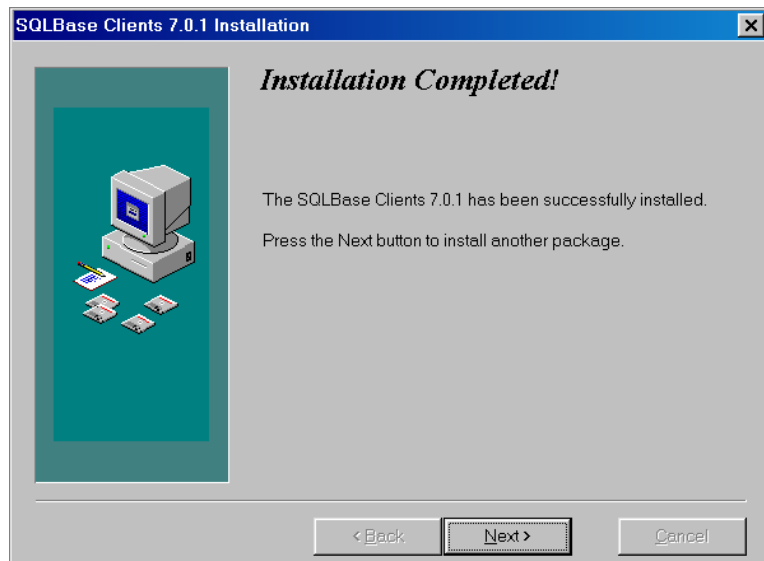 SQLBase Clients 7.0.1 Installation
Installation Completed!
The SQLBase Clients 7.0.1 has been successfully installed.
Press the Next button to install another package.
< Back
Next >
Cancel